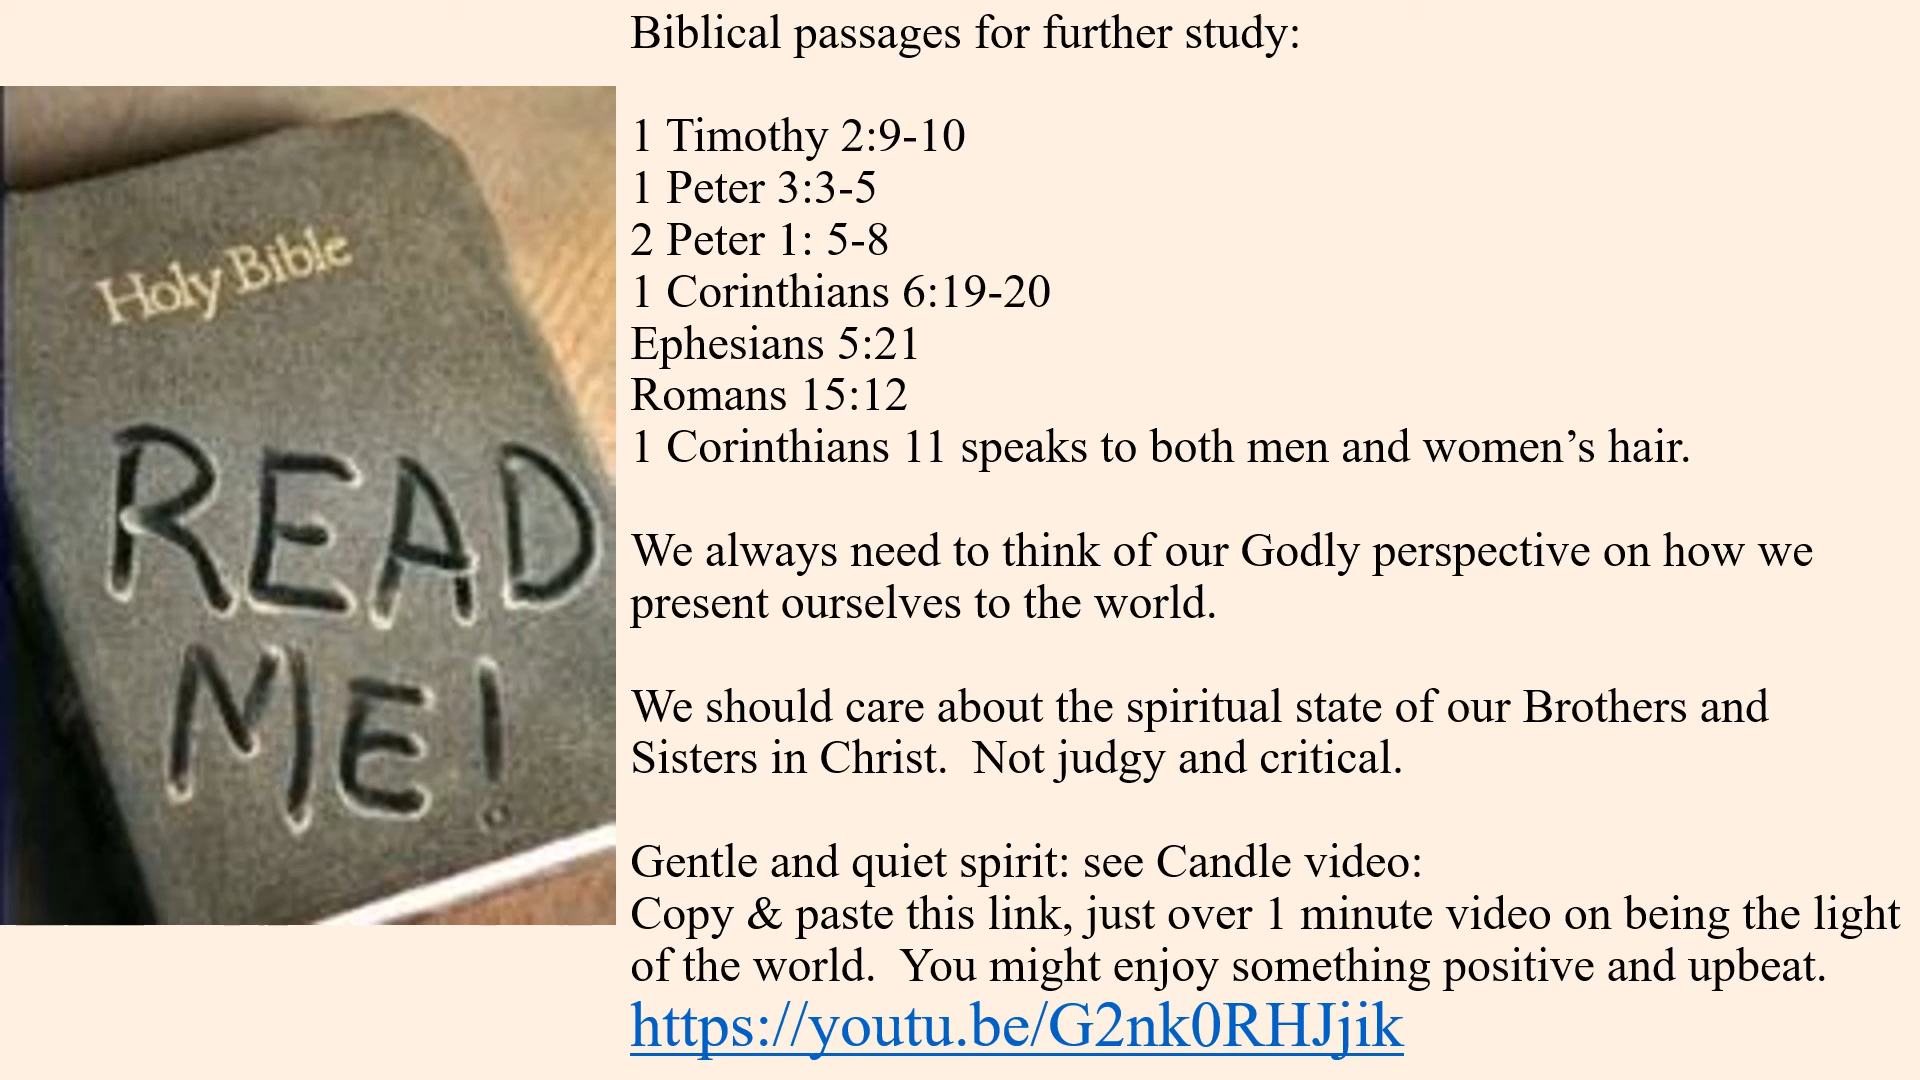 Biblical passages for further study:
Holy Bible
READ
ME!
1 Timothy 2:9-10
1 Peter 3:3-5
2 Peter 1: 5-8
1 Corinthians 6:19-20
Ephesians 5:21
Romans 15:12
1 Corinthians 11 speaks to both men and women’s hair.
We always need to think of our Godly perspective on how we
present ourselves to the world.
We should care about the spiritual state of our Brothers and
Sisters in Christ.  Not judgy and critical.
Gentle and quiet spirit: see Candle video:
Copy & paste this link, just over 1 minute video on being the light
of the world.  You might enjoy something positive and upbeat.
https://youtu.be/G2nk0RHJjik